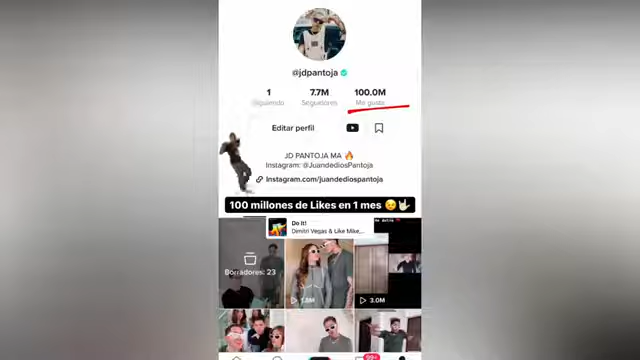 @jdpantoja
1 7.7M 100.0M
Siguiendo Seguidores Me gusta
Editar perfil
JD PANTOJA MA 🔥
Instagram: @JuandediosPantoja
Instagram.com/juandediospantoja
100 millones de Likes en 1 mes 😉🤟
Do It!
Dimitri Vegas & Like Mike,...
Borradores: 23
1.8M
3.0M
99+